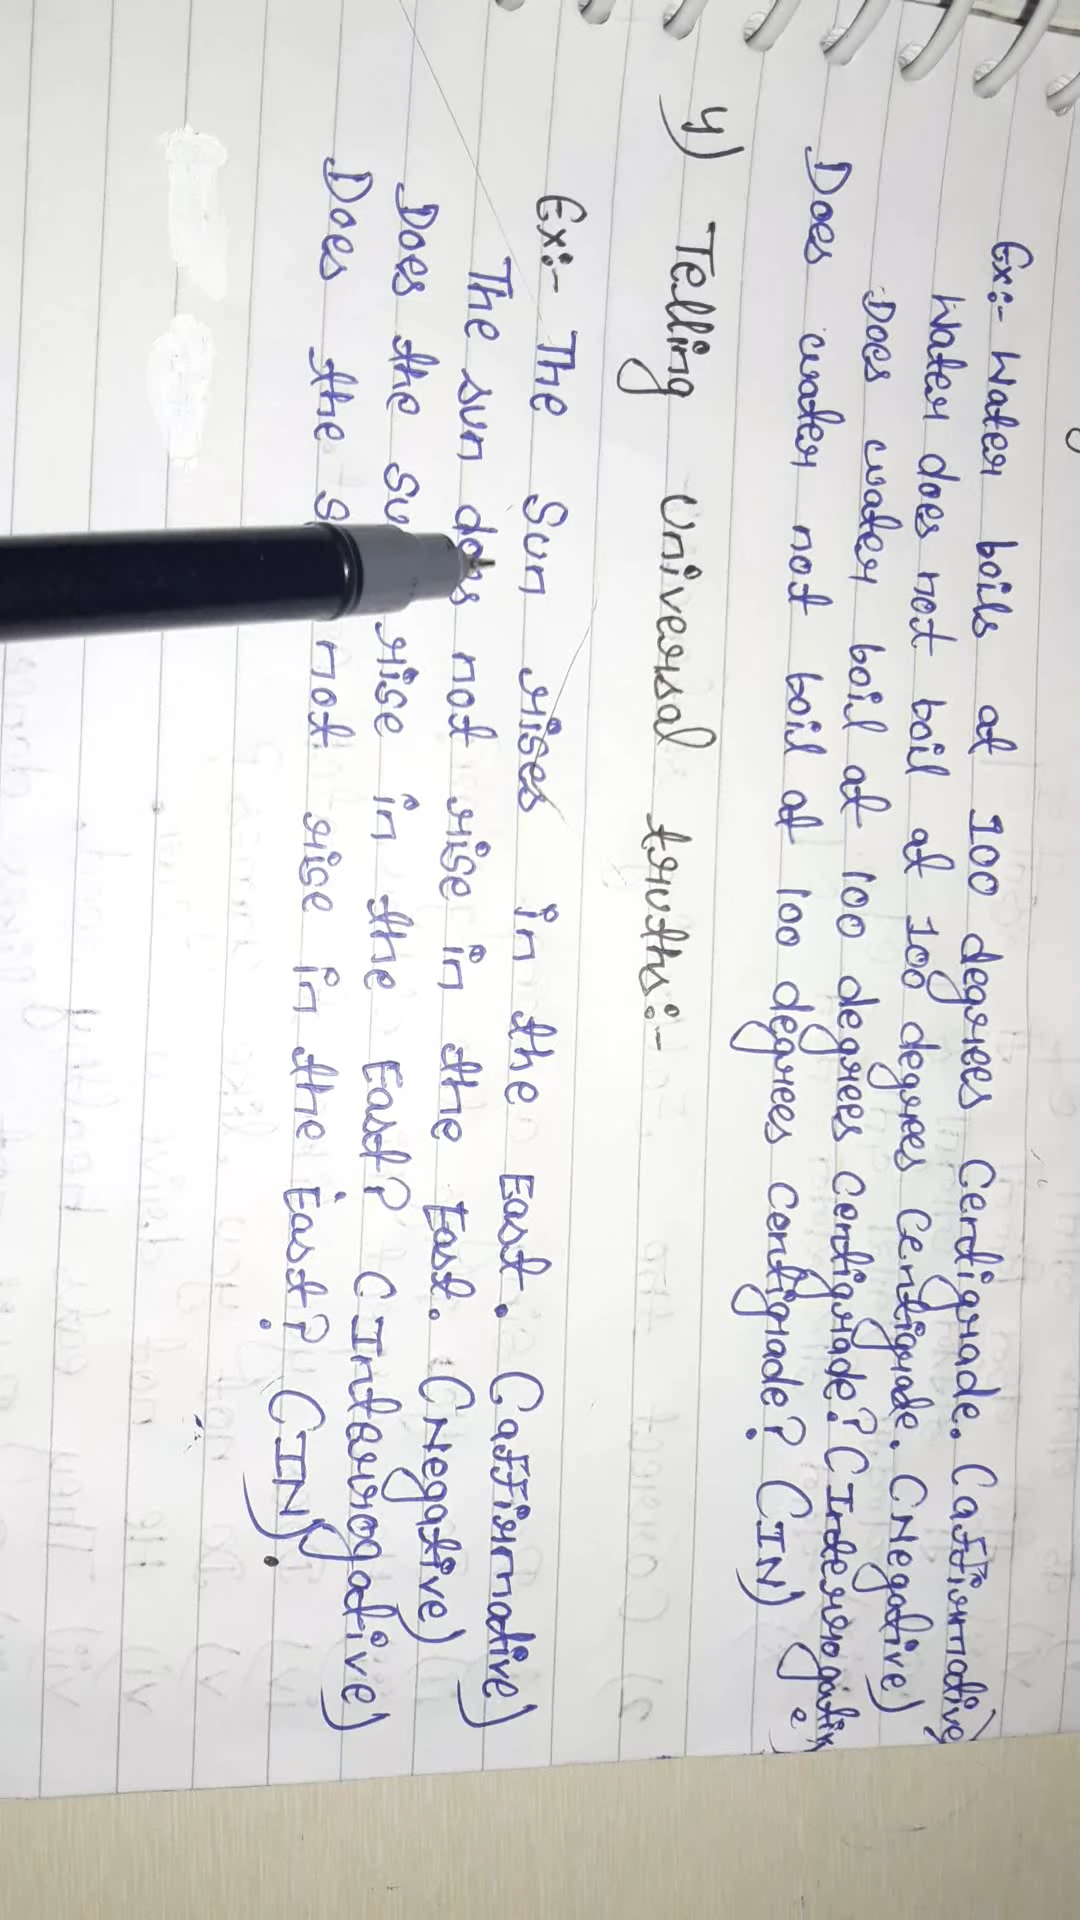 Ex:- Water boils at 100 degrees Centigrade. (affirmative)
Water does not boil at 100 degrees Centigrade. (Negative)
Does water boil at 100 degrees centigrade? (Interrogative)
Does water not boil at 100 degrees centigrade? (IN)
4) Telling Universal truths:-
Ex:- The Sun rises in the East. (affirmative)
The sun does not rise in the East. (Negative)
Does the su rise in the East? (Interrogative)
Does the s not rise in the East? (IN).